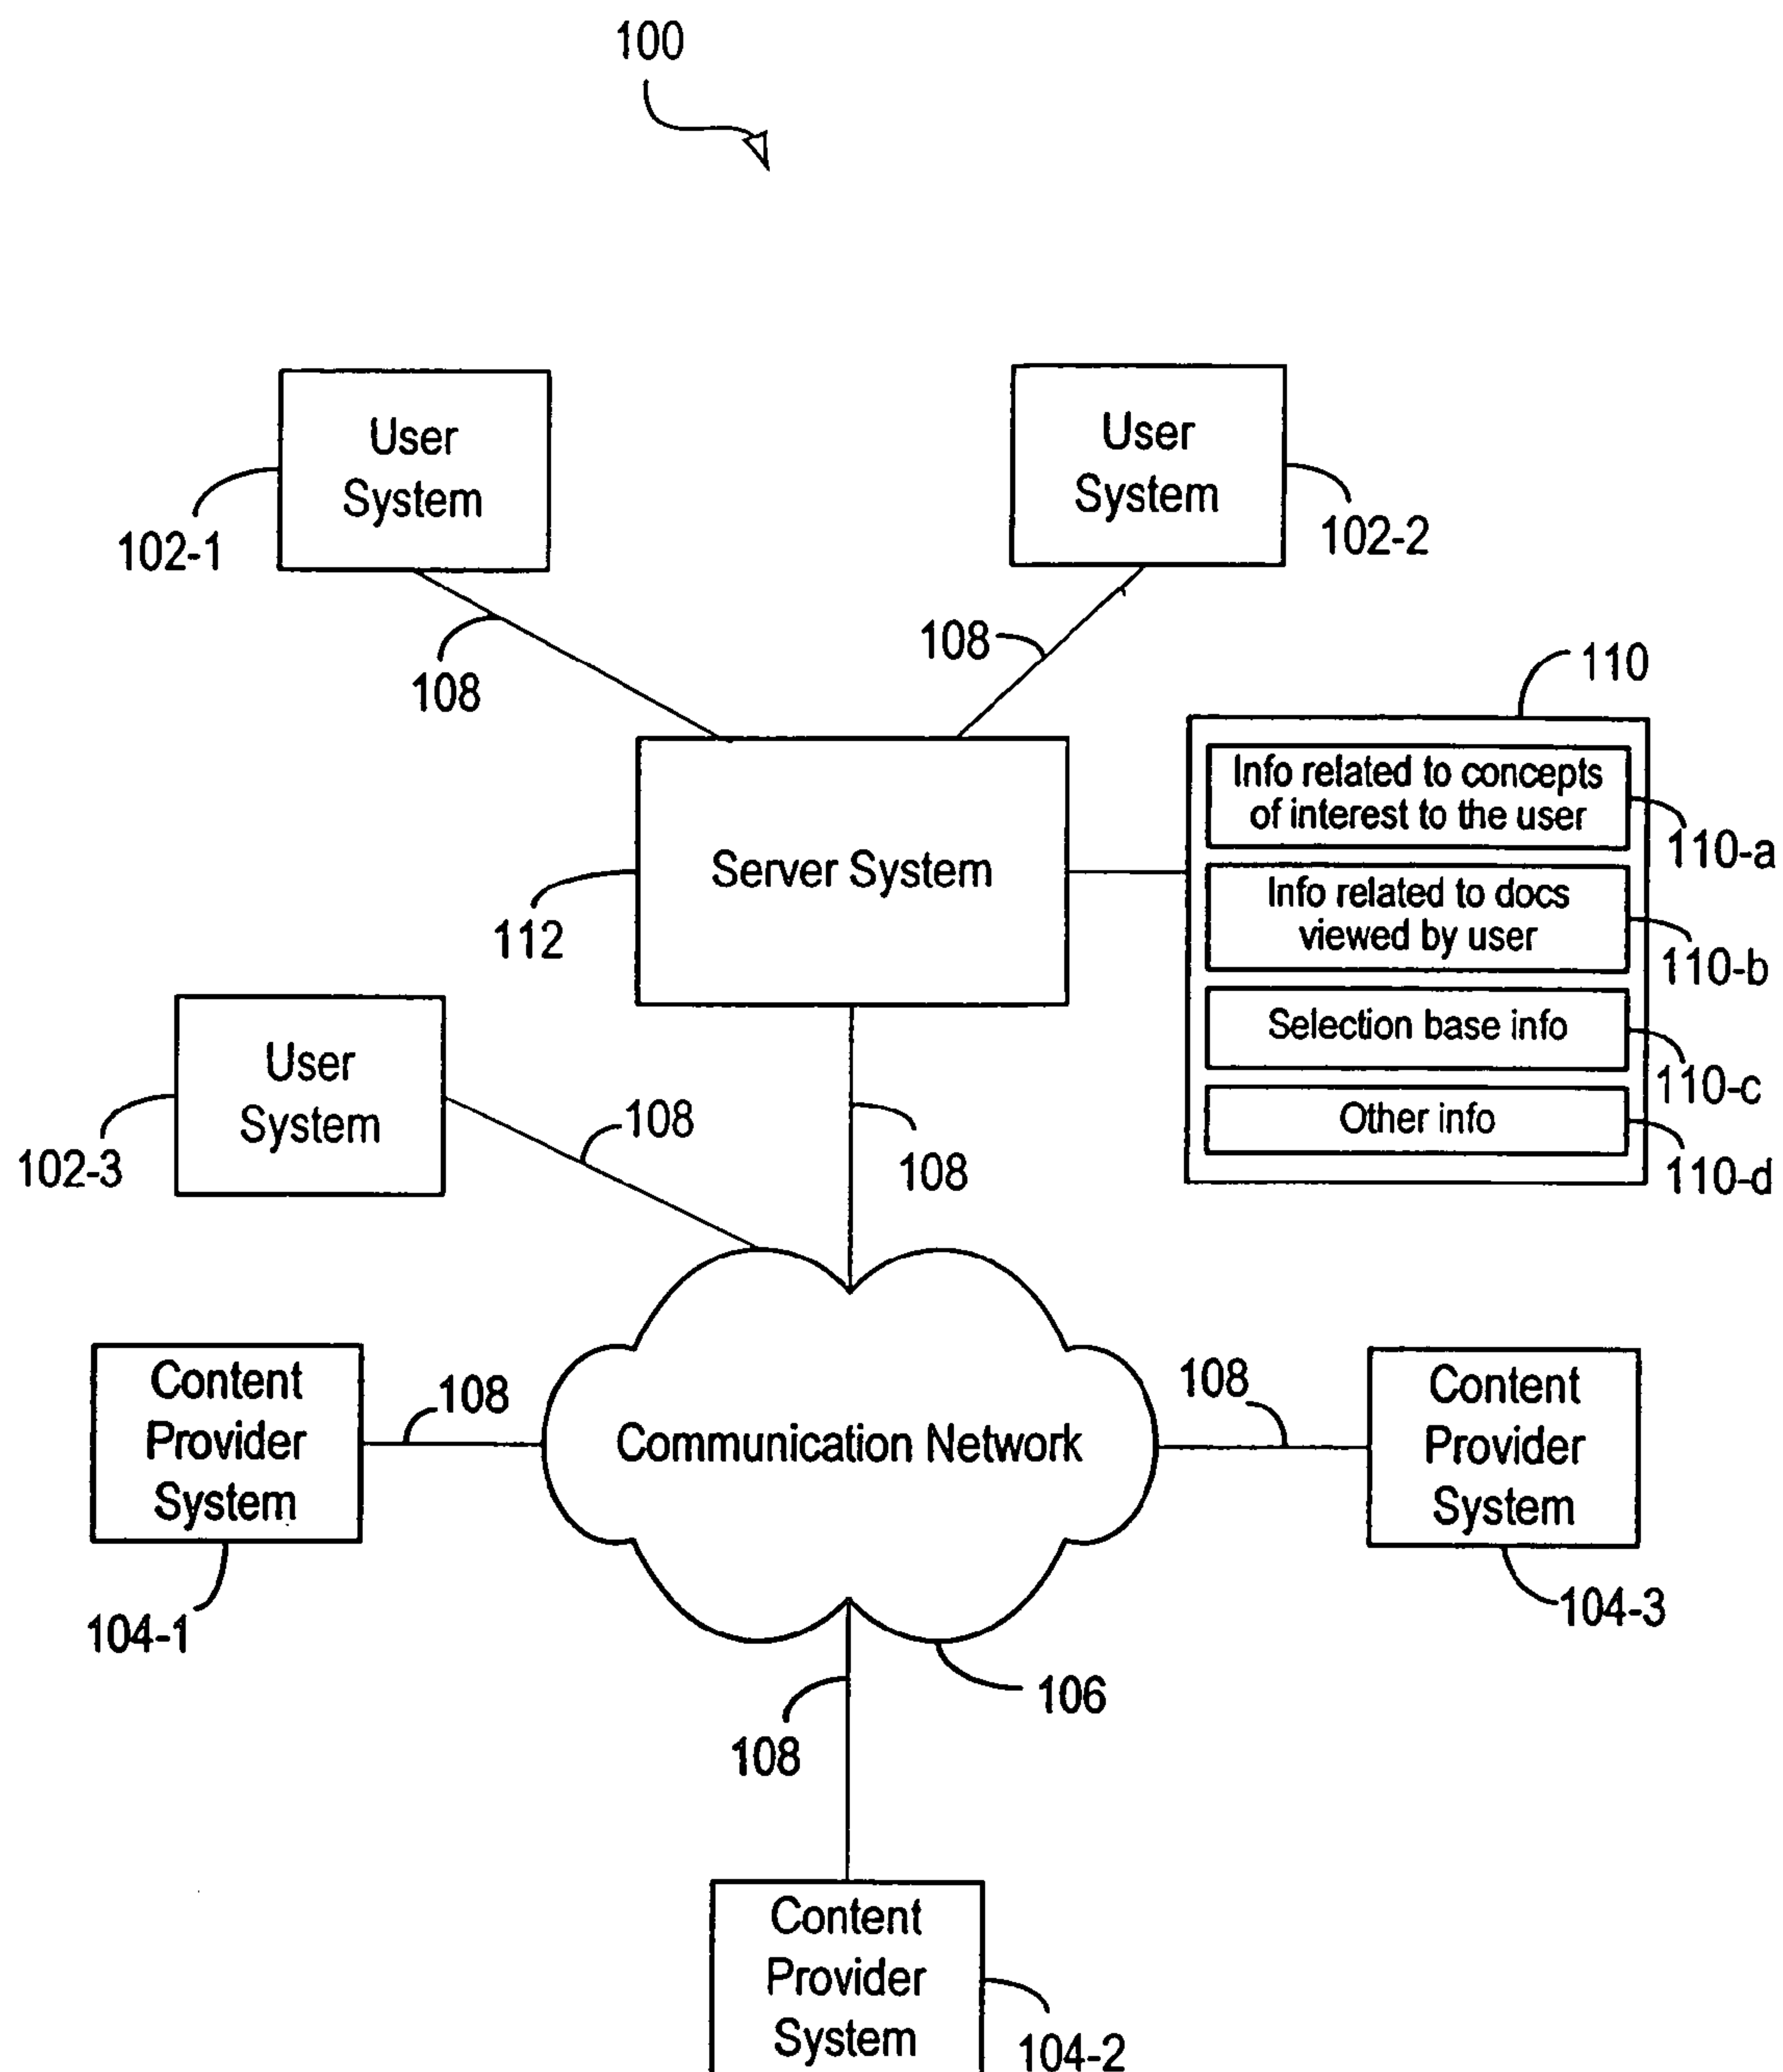 100
User
System
102-1
User
System
102-2
108
108
110
Info related to concepts
of interest to the user
110-a
Server System
112
Info related to docs
viewed by user
110-b
Selection base info
110-c
Other info
110-d
User
System
102-3
108
108
Content
Provider
System
104-1
108
Communication Network
106
108
Content
Provider
System
104-3
108
Content
Provider
System
104-2